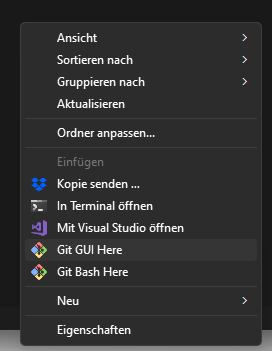 Ansicht
Sortieren nach
Gruppieren nach
Aktualisieren
Ordner anpassen...
Einfügen
Kopie senden ...
In Terminal öffnen
Mit Visual Studio öffnen
Git GUI Here
Git Bash Here
Neu
Eigenschaften